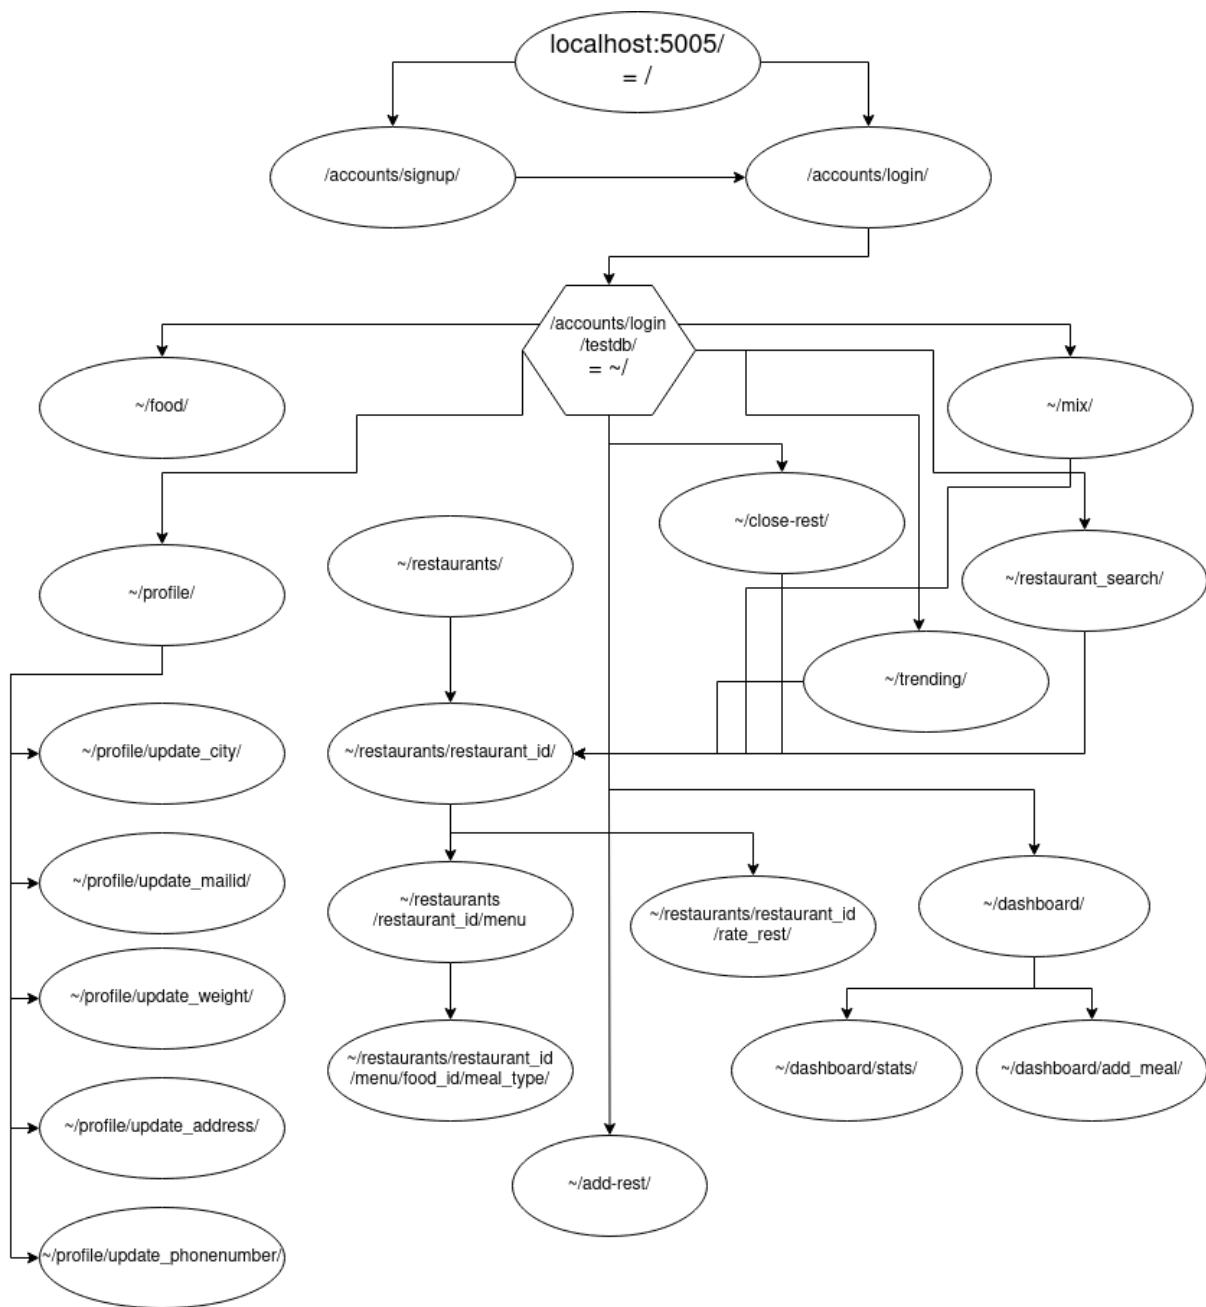 localhost:5005/
= /
/accounts/signup/
/accounts/login/
/accounts/login
/testdb/
= ~/
~/food/
~/mix/
~/close-rest/
~/restaurants/
~/restaurant_search/
~/profile/
~/trending/
~/profile/update_city/
~/restaurants/restaurant_id/
~/profile/update_mailid/
~/restaurants
/restaurant_id/menu
~/restaurants/restaurant_id
/rate_rest/
~/dashboard/
~/profile/update_weight/
~/restaurants/restaurant_id
/menu/food_id/meal_type/
~/dashboard/stats/
~/dashboard/add_meal/
~/profile/update_address/
~/add-rest/
~/profile/update_phonenumber/